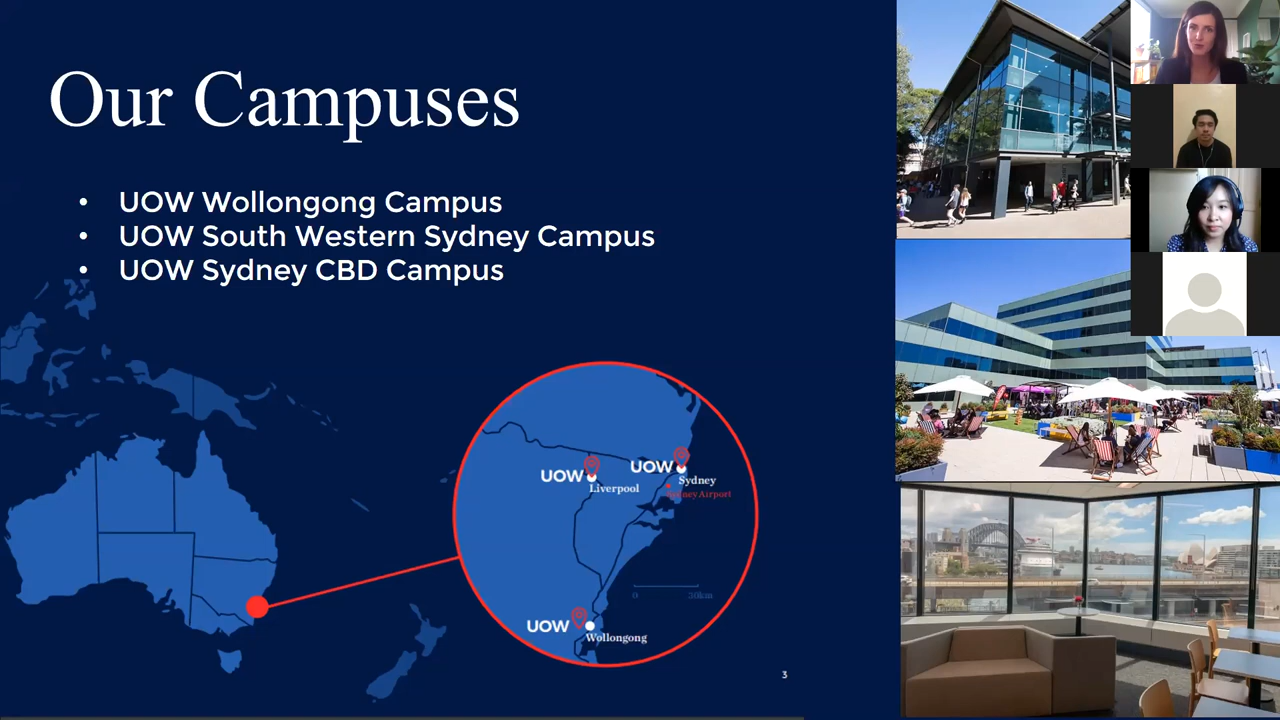 Our Campuses
• UOW Wollongong Campus
• UOW South Western Sydney Campus
• UOW Sydney CBD Campus
UOW
Liverpool
UOW
Sydney
Sydney Airport
0 30km
UOW
Wollongong
3